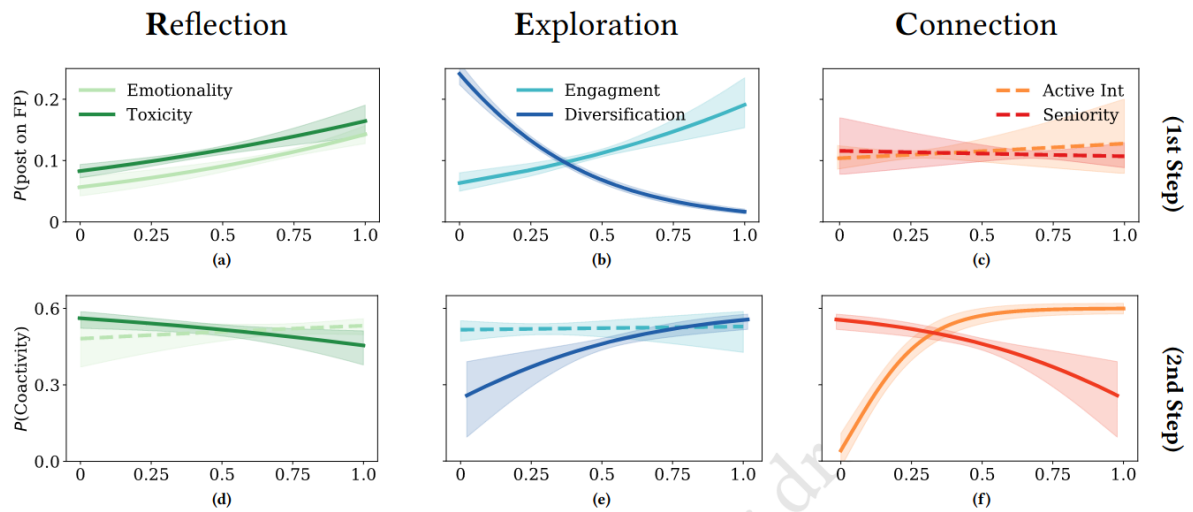 Reflection
Exploration
Connection
P(post on FP)
0.2
0.1
0
Emotionality
Toxicity
0 0.25 0.5 0.75 1.0
(a)
Engagment
Diversification
0 0.25 0.5 0.75 1.0
(b)
Active Int
Seniority
0 0.25 0.5 0.75 1.0
(c)
(1st Step)
P(Coactivity)
0.6
0.3
0.0
0 0.25 0.5 0.75 1.0
(d)
0 0.25 0.5 0.75 1.0
(e)
0 0.25 0.5 0.75 1.0
(f)
(2nd Step)